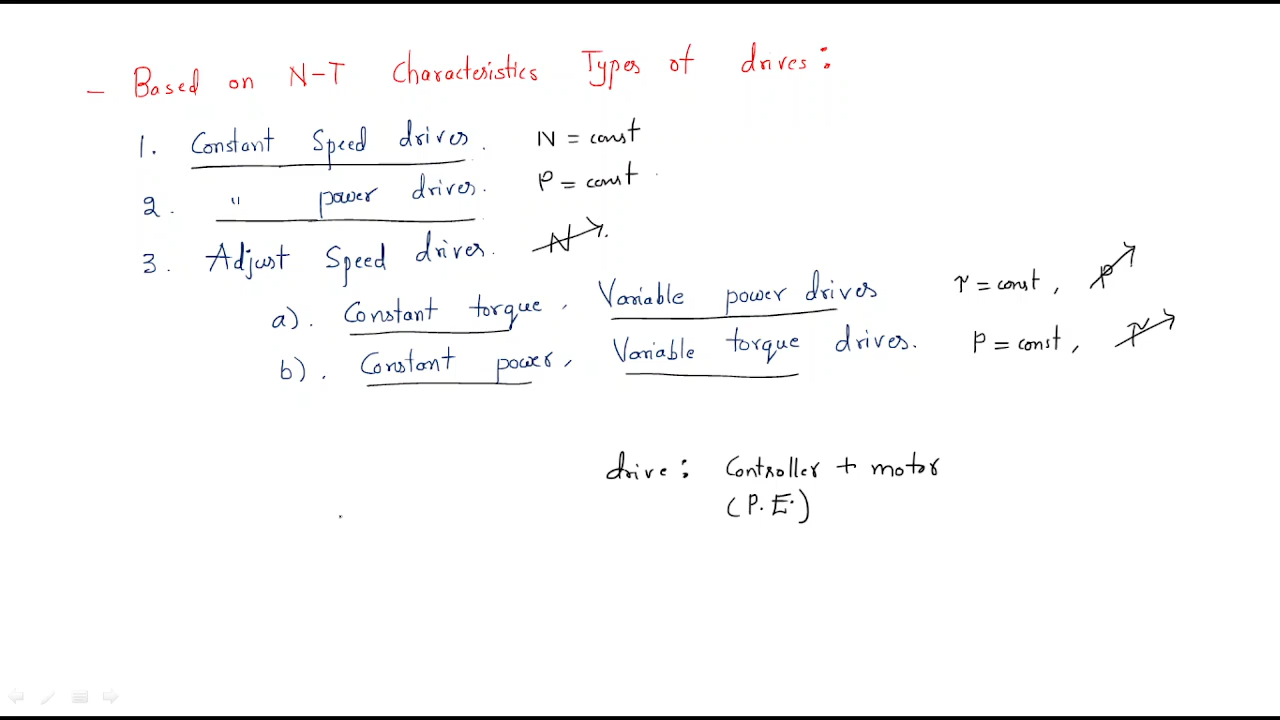 - Based on N-T Characteristics Types of drives:
1. Constant Speed drives. N = const
2. " power drives. P = const
3. Adjust Speed drives. N
a). Constant torque, Variable power drives τ = const, P
b). Constant power, Variable torque drives. P = const, τ
drive: Controller + motor
(P.E.)